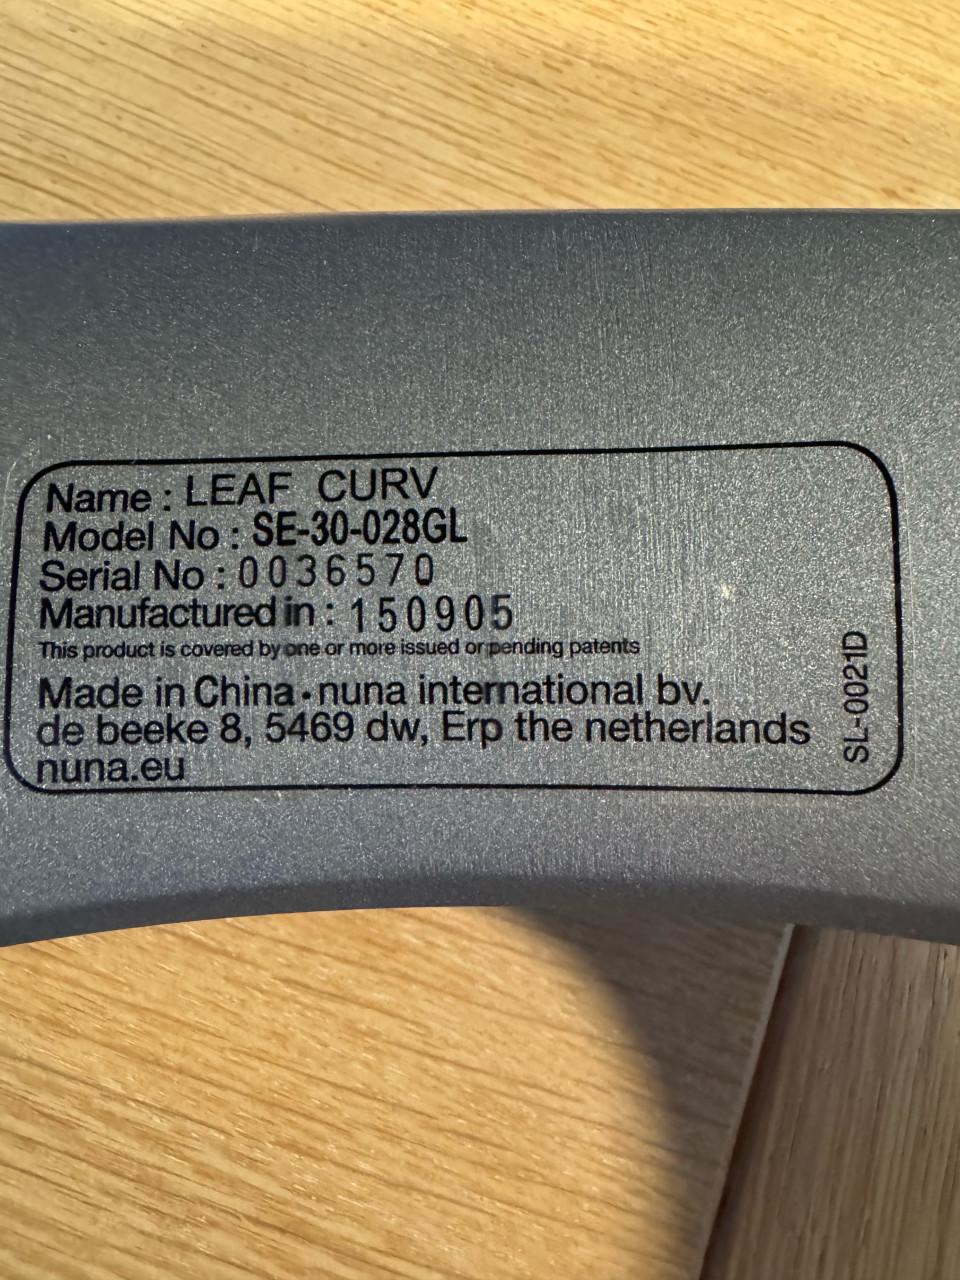 Name : LEAF CURV
Model No : SE-30-028GL
Serial No : 0036570
Manufactured in : 150905
This product is covered by one or more issued or pending patents
Made in China • nuna international bv.
de beeke 8, 5469 dw, Erp the netherlands
nuna.eu
SL-0021D